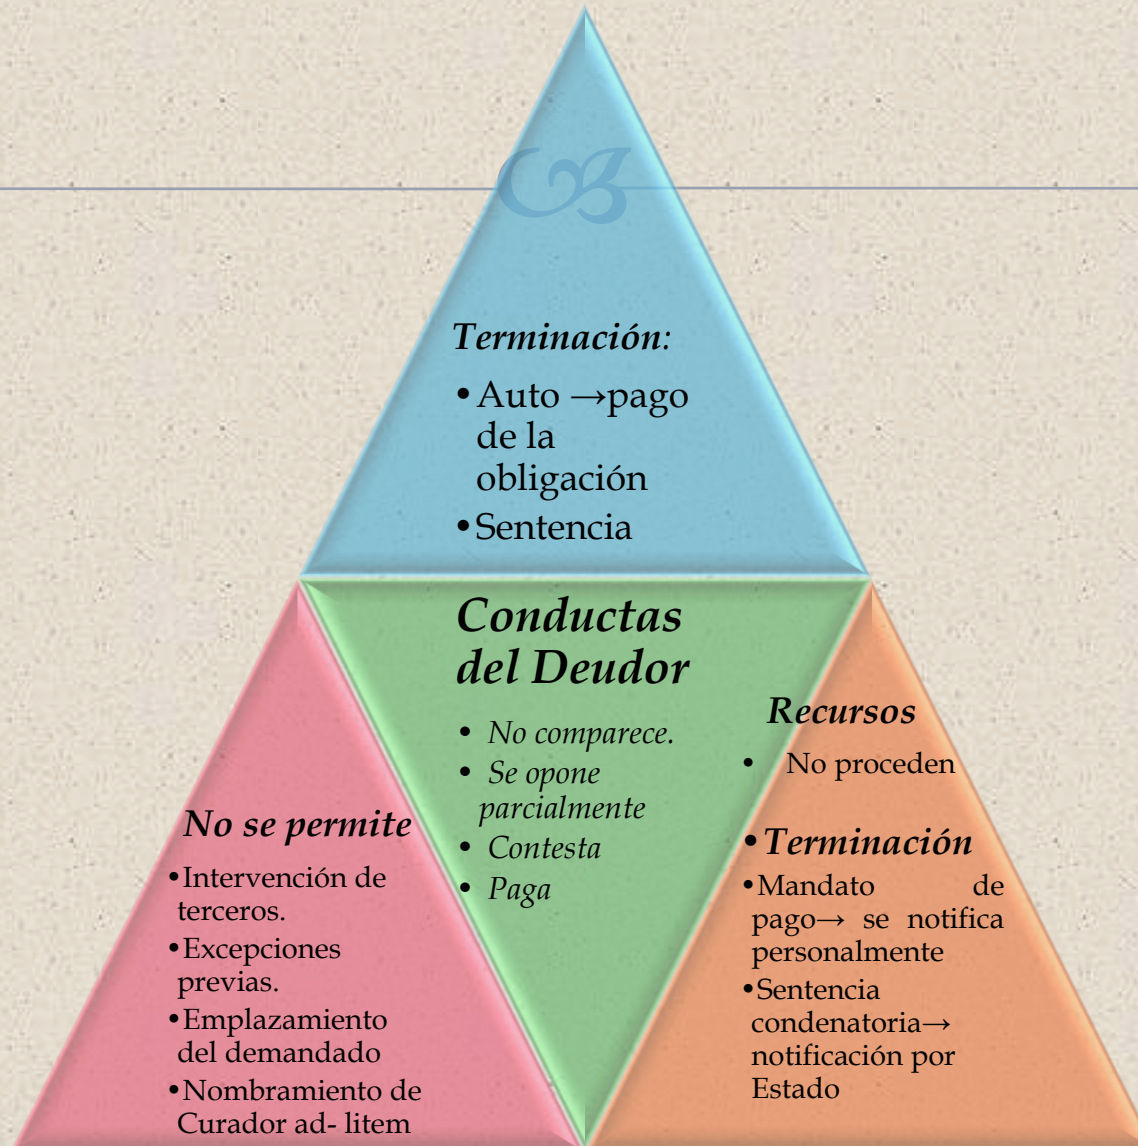 Terminación:
•Auto →pago
de la
obligación
•Sentencia
Conductas
del Deudor
• No comparece.
• Se opone
parcialmente
• Contesta
• Paga
No se permite
•Intervención de
terceros.
•Excepciones
previas.
•Emplazamiento
del demandado
•Nombramiento de
Curador ad- litem
Recursos
• No proceden
•Terminación
•Mandato de
pago→ se notifica
personalmente
•Sentencia
condenatoria→
notificación por
Estado